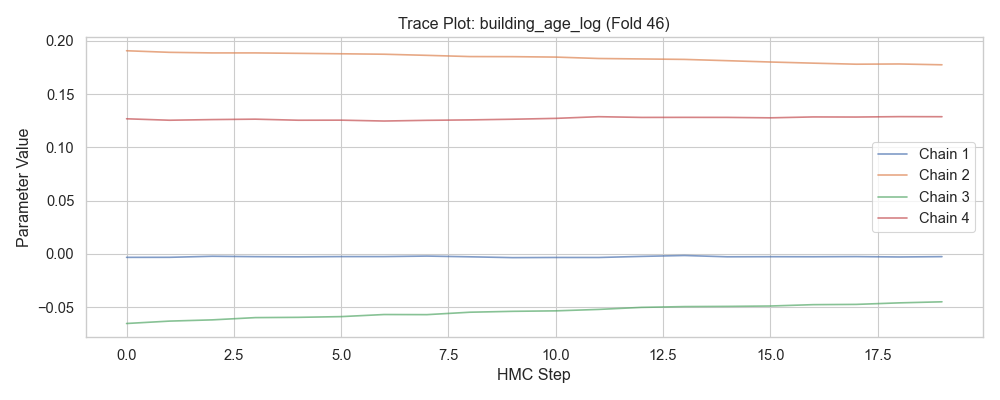 Trace Plot: building_age_log (Fold 46)
0.20
0.15
0.10
0.05
0.00
−0.05
Parameter Value
Chain 1
Chain 2
Chain 3
Chain 4
0.0 2.5 5.0 7.5 10.0 12.5 15.0 17.5
HMC Step